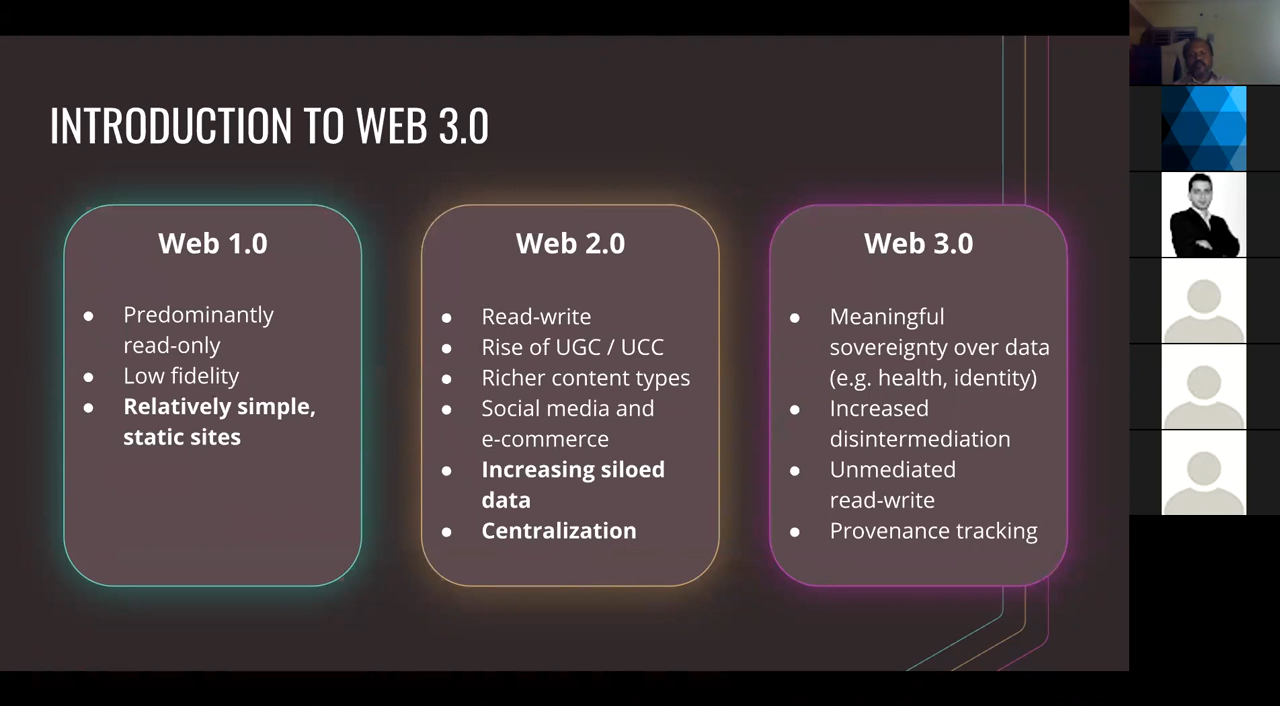 INTRODUCTION TO WEB 3.0
Web 1.0
● Predominantly
read-only
● Low fidelity
● Relatively simple,
static sites
Web 2.0
● Read-write
● Rise of UGC / UCC
● Richer content types
● Social media and
e-commerce
● Increasing siloed
data
● Centralization
Web 3.0
● Meaningful
sovereignty over data
(e.g. health, identity)
● Increased
disintermediation
● Unmediated
read-write
● Provenance tracking